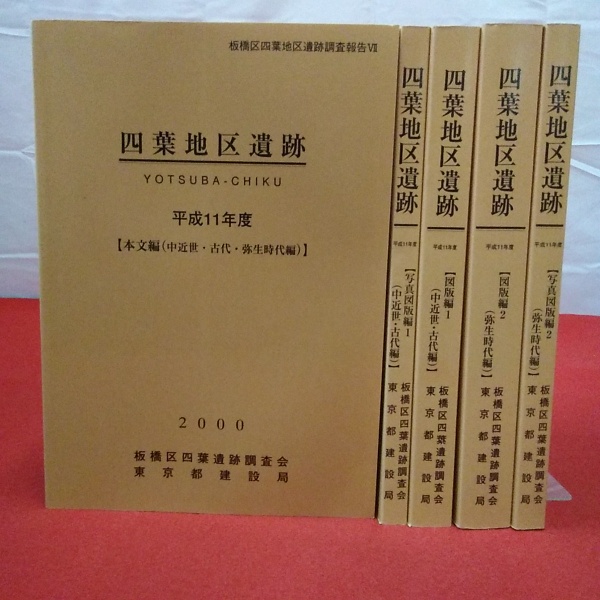 板橋区四葉地区遺跡調査報告Ⅶ
四葉地区遺跡
YOTSUBA-CHIKU
平成11年度
【本文編(中近世・古代・弥生時代編)】
2000
板橋区四葉遺跡調査会
東京都建設局
四葉地区遺跡
平成11年度
【写真図版編1
(中近世・古代編)】
板橋区四葉遺跡調査会
東京都建設局
四葉地区遺跡
平成11年度
【図版編1
(中近世・古代編)】
板橋区四葉遺跡調査会
東京都建設局
四葉地区遺跡
平成11年度
【図版編2
(弥生時代編)】
板橋区四葉遺跡調査会
東京都建設局
四葉地区遺跡
平成11年度
【写真図版編2
(弥生時代編)】
板橋区四葉遺跡調査会
東京都建設局